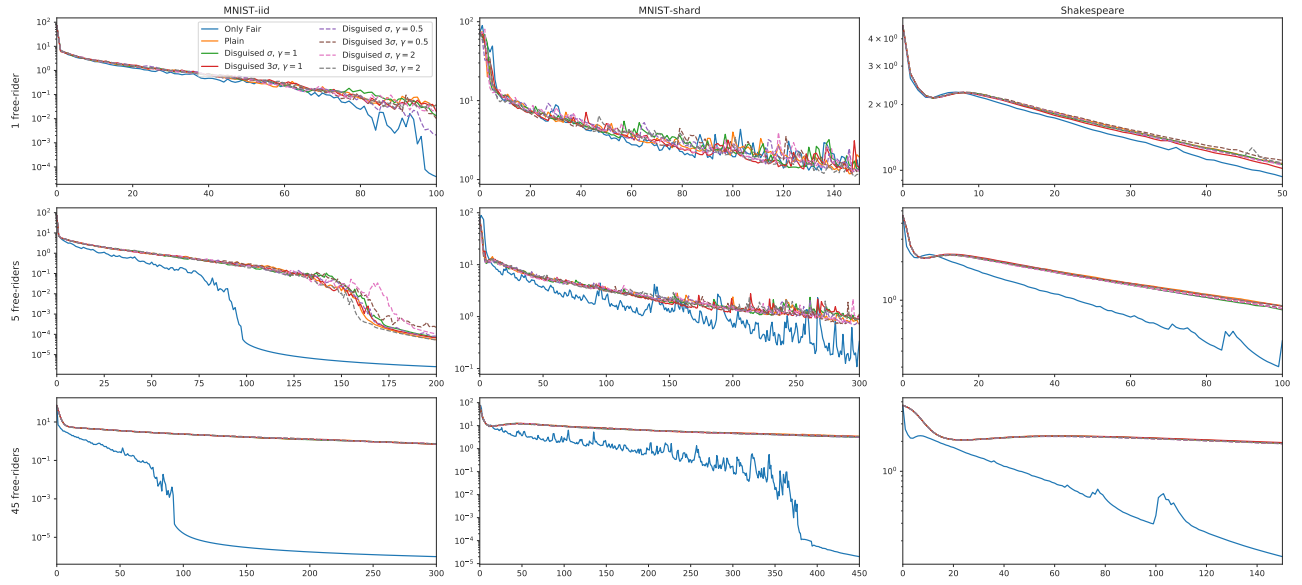 MNIST-iid
MNIST-shard
Shakespeare
1 free-rider
10²
10¹
10⁰
10⁻¹
10⁻²
10⁻³
10⁻⁴
Only Fair
Plain
Disguised σ, γ = 1
Disguised 3σ, γ = 1
Disguised σ, γ = 0.5
Disguised 3σ, γ = 0.5
Disguised σ, γ = 2
Disguised 3σ, γ = 2
0 20 40 60 80 100
10²
10¹
10⁰
0 20 40 60 80 100 120 140
4 × 10⁰
3 × 10⁰
2 × 10⁰
10⁰
0 10 20 30 40 50
5 free-riders
10²
10¹
10⁰
10⁻¹
10⁻²
10⁻³
10⁻⁴
10⁻⁵
0 25 50 75 100 125 150 175 200
10²
10¹
10⁰
10⁻¹
0 50 100 150 200 250 300
10⁰
0 20 40 60 80 100
45 free-riders
10¹
10⁻¹
10⁻³
10⁻⁵
0 50 100 150 200 250 300
10²
10¹
10⁰
10⁻¹
10⁻²
10⁻³
10⁻⁴
10⁻⁵
0 50 100 150 200 250 300 350 400 450
10⁰
0 20 40 60 80 100 120 140